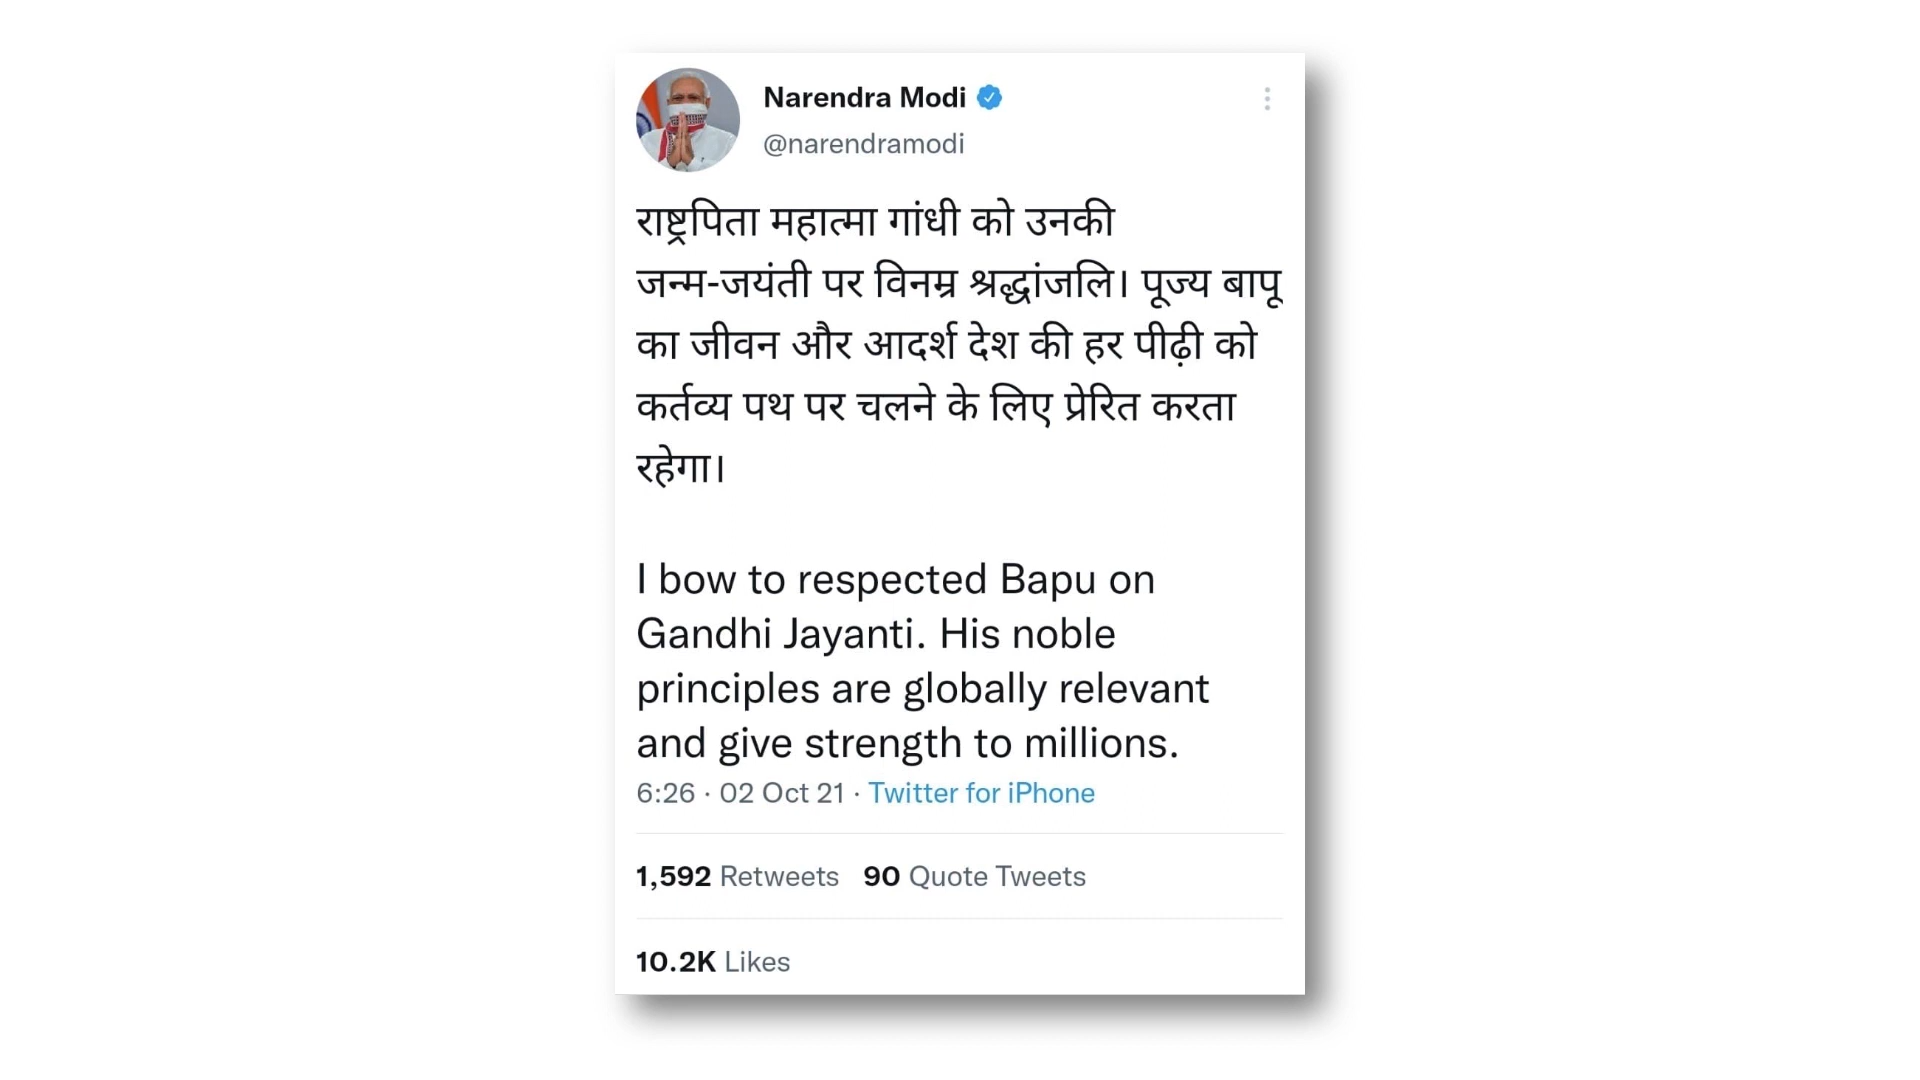 Narendra Modi
@narendramodi
राष्ट्रपिता महात्मा गांधी को उनकी
जन्म-जयंती पर विनम्र श्रद्धांजलि। पूज्य बापू
का जीवन और आदर्श देश की हर पीढ़ी को
कर्तव्य पथ पर चलने के लिए प्रेरित करता
रहेगा।
I bow to respected Bapu on
Gandhi Jayanti. His noble
principles are globally relevant
and give strength to millions.
6:26 · 02 Oct 21 · Twitter for iPhone
1,592 Retweets 90 Quote Tweets
10.2K Likes